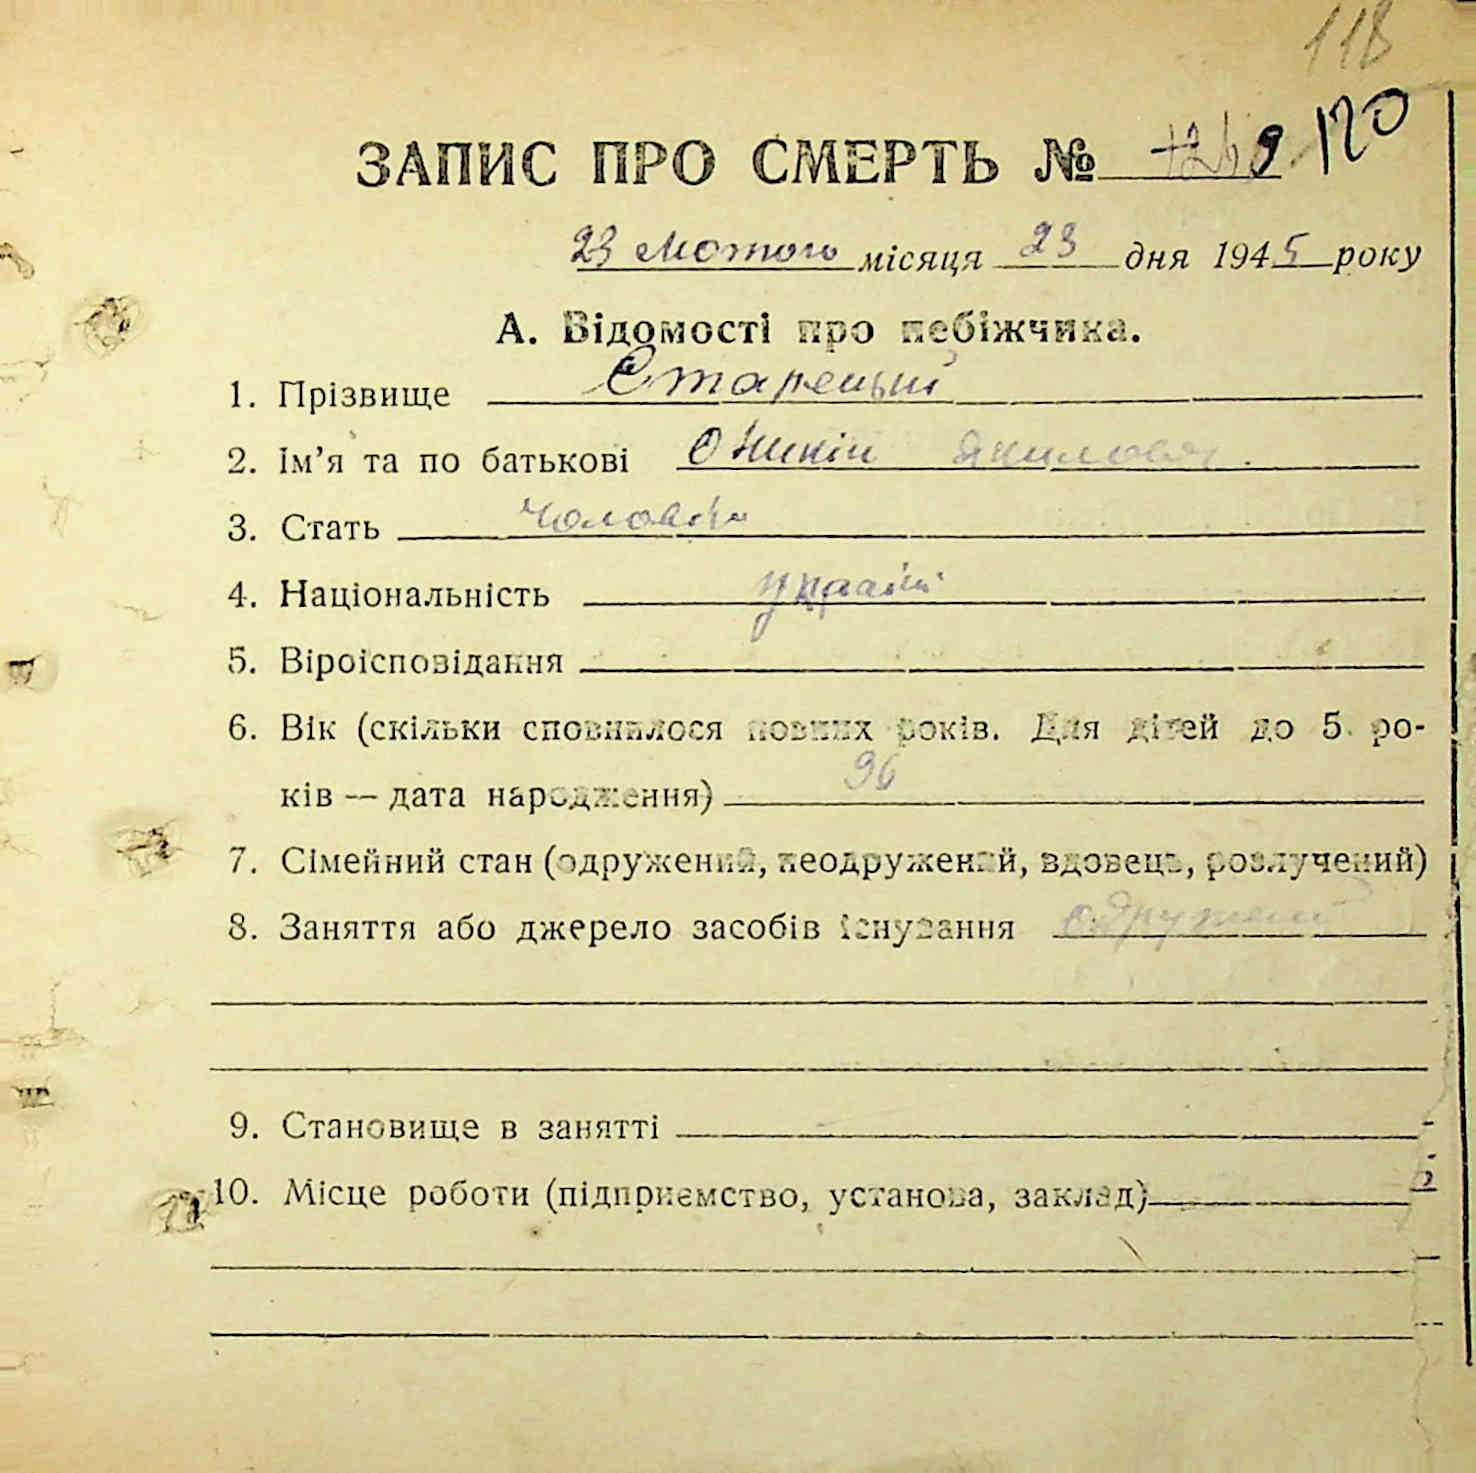 118
ЗАПИС ПРО СМЕРТЬ № 120
23 Лютого місяця 23 дня 1945 року
А. Відомості про небіжчика.
1. Прізвище Старецький
2. Ім’я та по батькові
3. Стать чоловік
4. Національність україн
5. Віроісповідання
6. Вік (скільки сповнилося повних років. Для дітей до 5 ро-
ків — дата народження) 96
7. Сімейний стан (одружений, неодружений, вдовець, розлучений)
8. Заняття або джерело засобів існування одружений
9. Становище в занятті
10. Місце роботи (підприємство, установа, заклад)